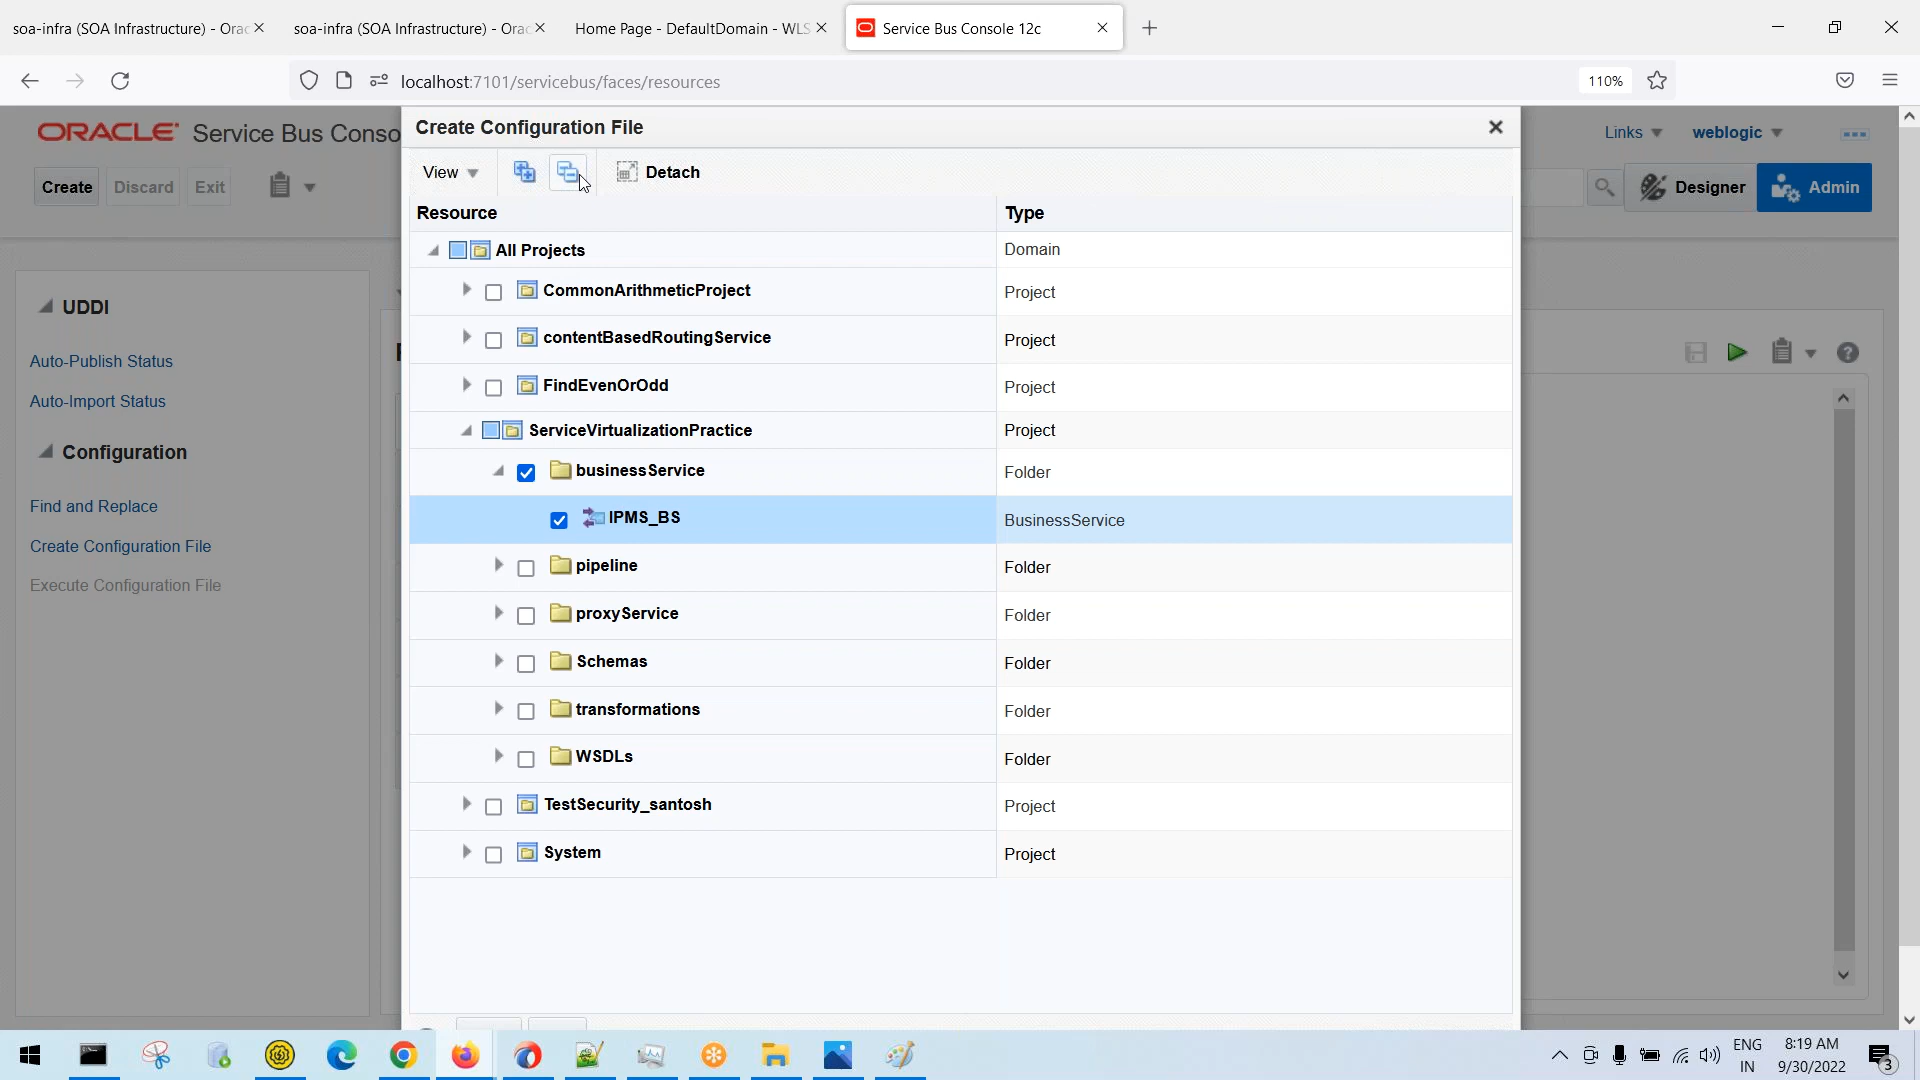 soa-infra (SOA Infrastructure) - Orac
soa-infra (SOA Infrastructure) - Orac
Home Page - DefaultDomain - WLS
Service Bus Console 12c
localhost:7101/servicebus/faces/resources
110%
ORACLE Service Bus Conso
Create Configuration File
Links
weblogic
Create
Discard
Exit
View
Detach
Designer
Admin
Resource
Type
All Projects
Domain
CommonArithmeticProject
Project
contentBasedRoutingService
Project
FindEvenOrOdd
Project
ServiceVirtualizationPractice
Project
businessService
Folder
IPMS_BS
BusinessService
pipeline
Folder
proxyService
Folder
Schemas
Folder
transformations
Folder
WSDLs
Folder
TestSecurity_santosh
Project
System
Project
UDDI
Auto-Publish Status
Auto-Import Status
Configuration
Find and Replace
Create Configuration File
Execute Configuration File
ENG
IN
8:19 AM
9/30/2022
3